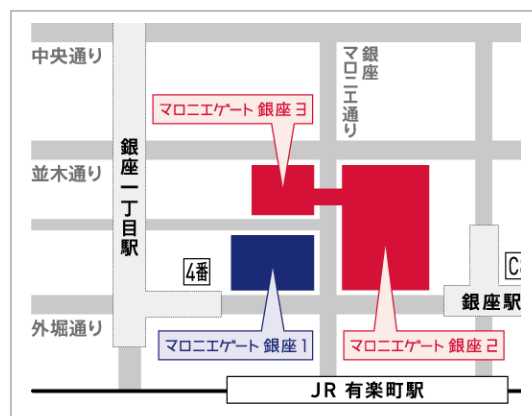 中央通り
銀座
マロニエ通り
マロニエゲート 銀座3
並木通り
銀座一丁目駅
4番
C
銀座駅
外堀通り
マロニエゲート 銀座1
マロニエゲート 銀座2
JR 有楽町駅